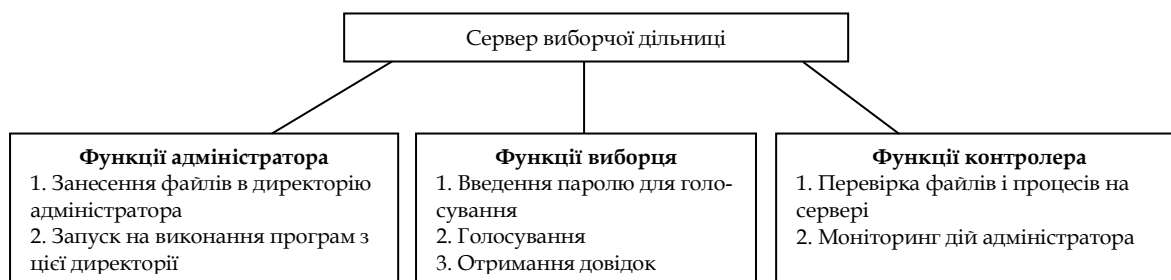 Сервер виборчої дільниці
Функції адміністратора
1. Занесення файлів в директорію
адміністратора
2. Запуск на виконання програм з
цієї директорії
Функції виборця
1. Введення паролю для голо-
сування
2. Голосування
3. Отримання довідок
Функції контролера
1. Перевірка файлів і процесів на
сервері
2. Моніторинг дій адміністратора